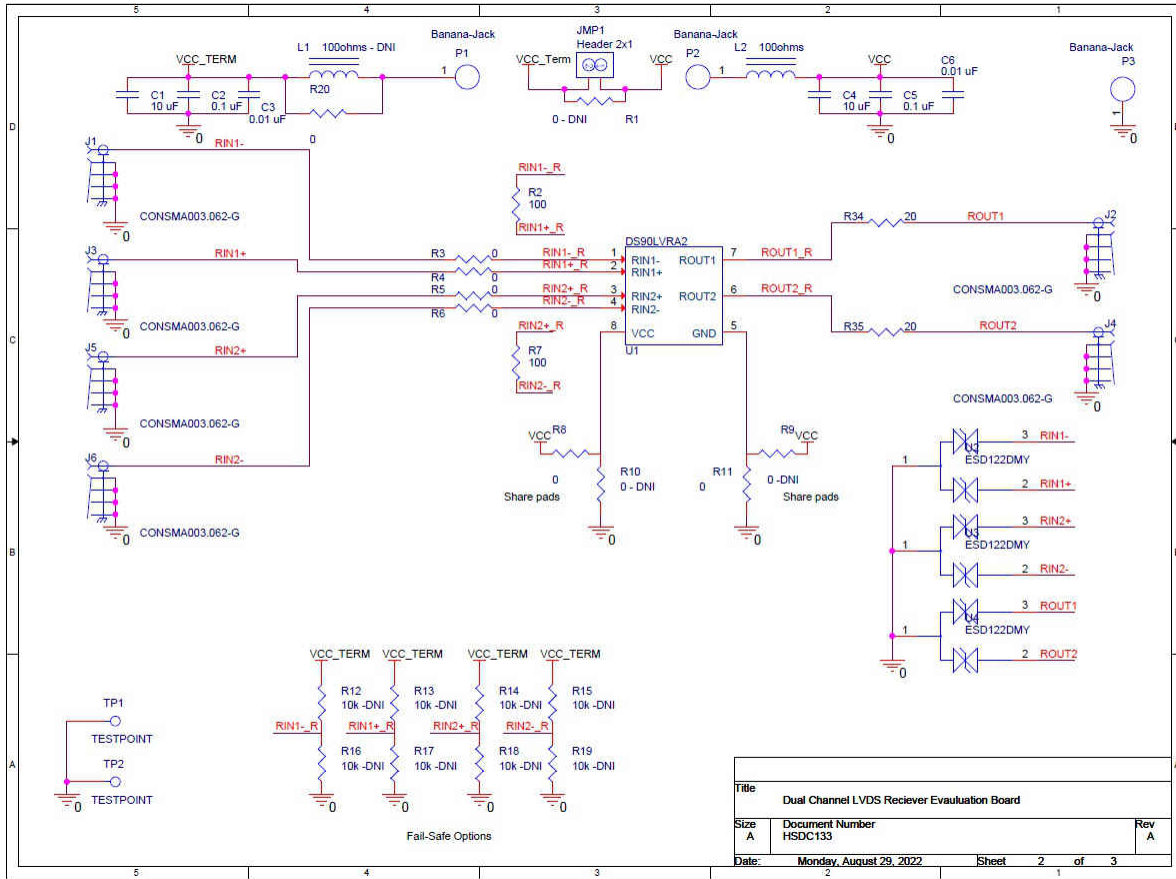 5 4 3 2 1
Banana-Jack
P1
JMP1
Header 2x1
Banana-Jack
P2
Banana-Jack
P3
VCC_TERM
L1 100ohms - DNI
1
R20
0
C1
10 uF
C2
0.1 uF
C3
0.01 uF
0
VCC_Term
VCC
0 - DNI R1
1
L2 100ohms
VCC
C6
0.01 uF
C4
10 uF
C5
0.1 uF
0
1
0
D
J1
RIN1-
CONSMA003.062-G
0
RIN1-_R
R2
100
RIN1+_R
J3
RIN1+
CONSMA003.062-G
0
R3 0
R4 0
R5 0
R6 0
RIN1-_R 1
RIN1+_R 2
RIN2+_R 3
RIN2-_R 4
8
DS90LVRA2
RIN1- ROUT1
RIN1+
RIN2+ ROUT2
RIN2-
VCC GND
U1
7 ROUT1_R
6 ROUT2_R
5
R34 20 ROUT1
J2
CONSMA003.062-G
0
R35 20 ROUT2
J4
CONSMA003.062-G
0
C
J5
RIN2+
CONSMA003.062-G
0
RIN2+_R
R7
100
RIN2-_R
J6
RIN2-
CONSMA003.062-G
0
VCC R8
0
Share pads
R10
0 - DNI
0
R9 VCC
0 -DNI
Share pads
R11
0
0
1
3 RIN1-
U2
ESD122DMY
2 RIN1+
1
3 RIN2+
U3
ESD122DMY
2 RIN2-
1
3 ROUT1
U4
ESD122DMY
2 ROUT2
0
B
VCC_TERM VCC_TERM VCC_TERM VCC_TERM
R12
10k -DNI
R13
10k -DNI
R14
10k -DNI
R15
10k -DNI
RIN1-_R RIN1+_R RIN2+_R RIN2-_R
R16
10k -DNI
R17
10k -DNI
R18
10k -DNI
R19
10k -DNI
0 0 0 0
Fail-Safe Options
TP1
TESTPOINT
TP2
TESTPOINT
0
A
Title
Dual Channel LVDS Reciever Evauluation Board
Size
A
Document Number
HSDC133
Rev
A
Date: Monday, August 29, 2022 Sheet 2 of 3
5 4 3 2 1